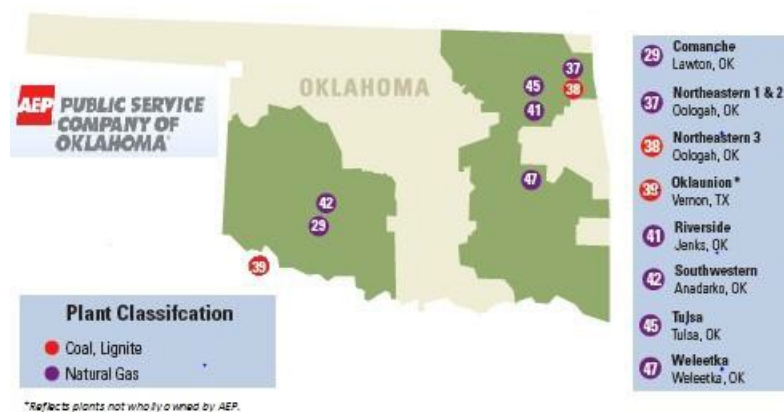 OKLAHOMA
AEP PUBLIC SERVICE
COMPANY OF
OKLAHOMA
37
45
38
41
47
42
29
39
Plant Classifcation
Coal, Lignite
Natural Gas
*Reflects plants not wholly owned by AEP.
29 Comanche
Lawton, OK
37 Northeastern 1 & 2
Oologah, OK
38 Northeastern 3
Oologah, OK
39 Oklaunion*
Vernon, TX
41 Riverside
Jenks, OK
42 Southwestern
Anadarko, OK
45 Tulsa
Tulsa, OK
47 Weleetka
Weleetka, OK